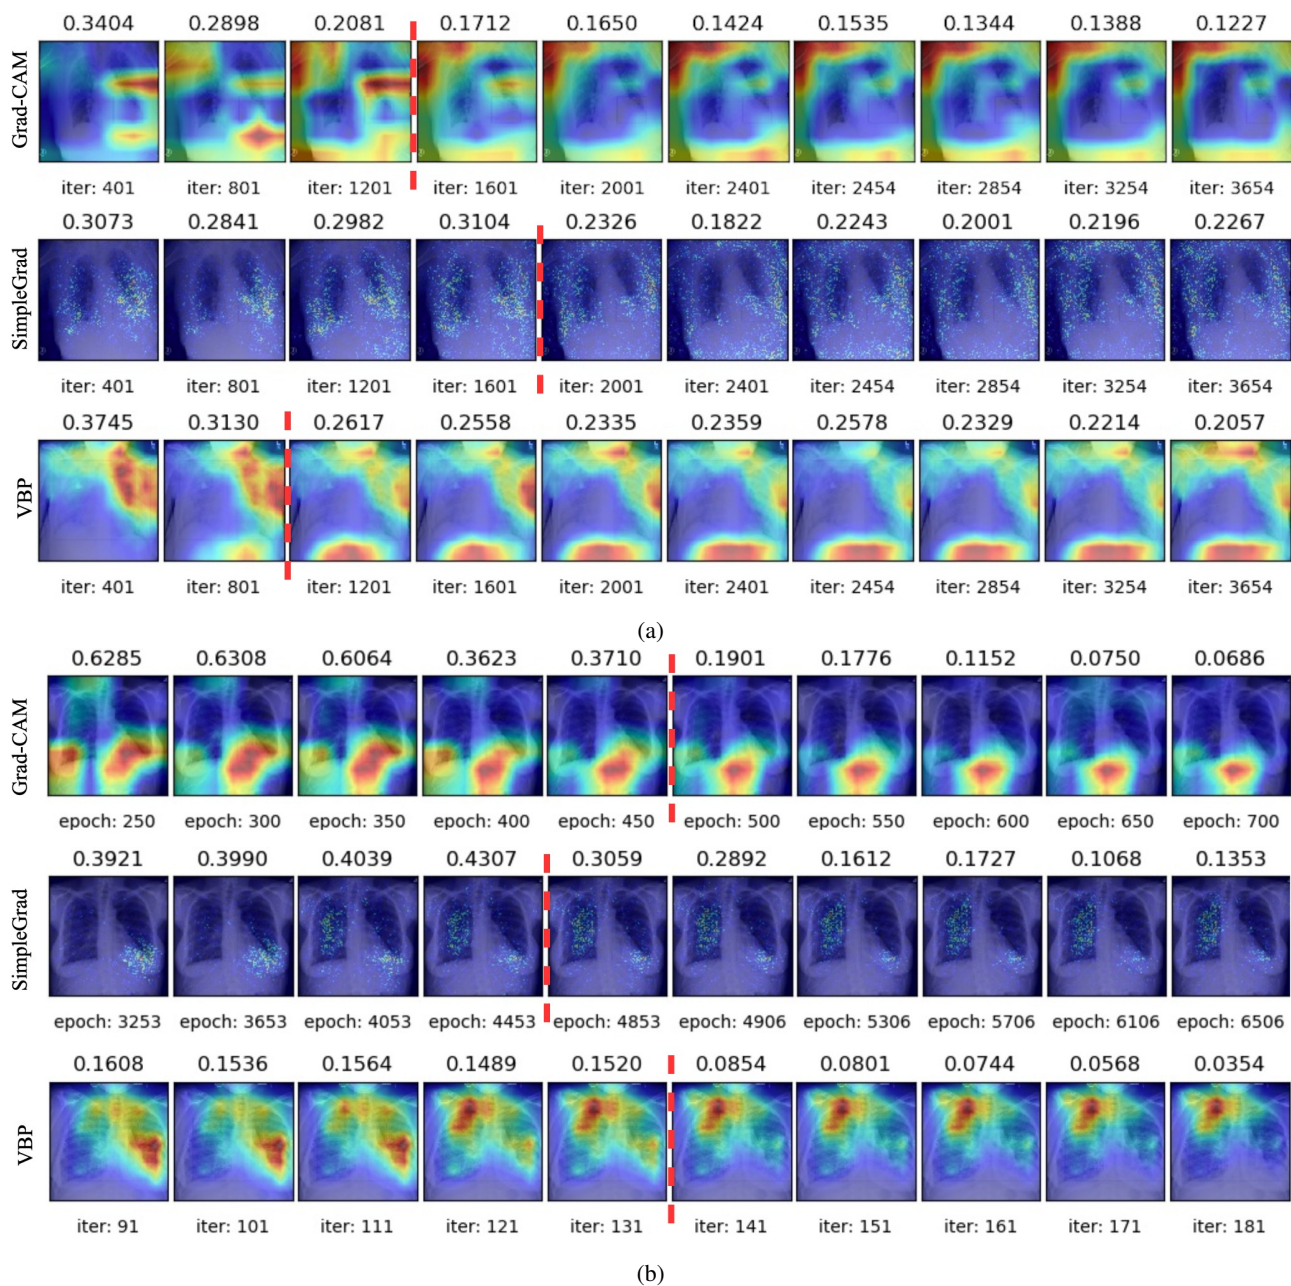 0.3404 0.2898 0.2081 0.1712 0.1650 0.1424 0.1535 0.1344 0.1388 0.1227
Grad-CAM
iter: 401 iter: 801 iter: 1201 iter: 1601 iter: 2001 iter: 2401 iter: 2454 iter: 2854 iter: 3254 iter: 3654
0.3073 0.2841 0.2982 0.3104 0.2326 0.1822 0.2243 0.2001 0.2196 0.2267
SimpleGrad
iter: 401 iter: 801 iter: 1201 iter: 1601 iter: 2001 iter: 2401 iter: 2454 iter: 2854 iter: 3254 iter: 3654
0.3745 0.3130 0.2617 0.2558 0.2335 0.2359 0.2578 0.2329 0.2214 0.2057
VBP
iter: 401 iter: 801 iter: 1201 iter: 1601 iter: 2001 iter: 2401 iter: 2454 iter: 2854 iter: 3254 iter: 3654
(a)
0.6285 0.6308 0.6064 0.3623 0.3710 0.1901 0.1776 0.1152 0.0750 0.0686
Grad-CAM
epoch: 250 epoch: 300 epoch: 350 epoch: 400 epoch: 450 epoch: 500 epoch: 550 epoch: 600 epoch: 650 epoch: 700
0.3921 0.3990 0.4039 0.4307 0.3059 0.2892 0.1612 0.1727 0.1068 0.1353
SimpleGrad
epoch: 3253 epoch: 3653 epoch: 4053 epoch: 4453 epoch: 4853 epoch: 4906 epoch: 5306 epoch: 5706 epoch: 6106 epoch: 6506
0.1608 0.1536 0.1564 0.1489 0.1520 0.0854 0.0801 0.0744 0.0568 0.0354
VBP
iter: 91 iter: 101 iter: 111 iter: 121 iter: 131 iter: 141 iter: 151 iter: 161 iter: 171 iter: 181
(b)